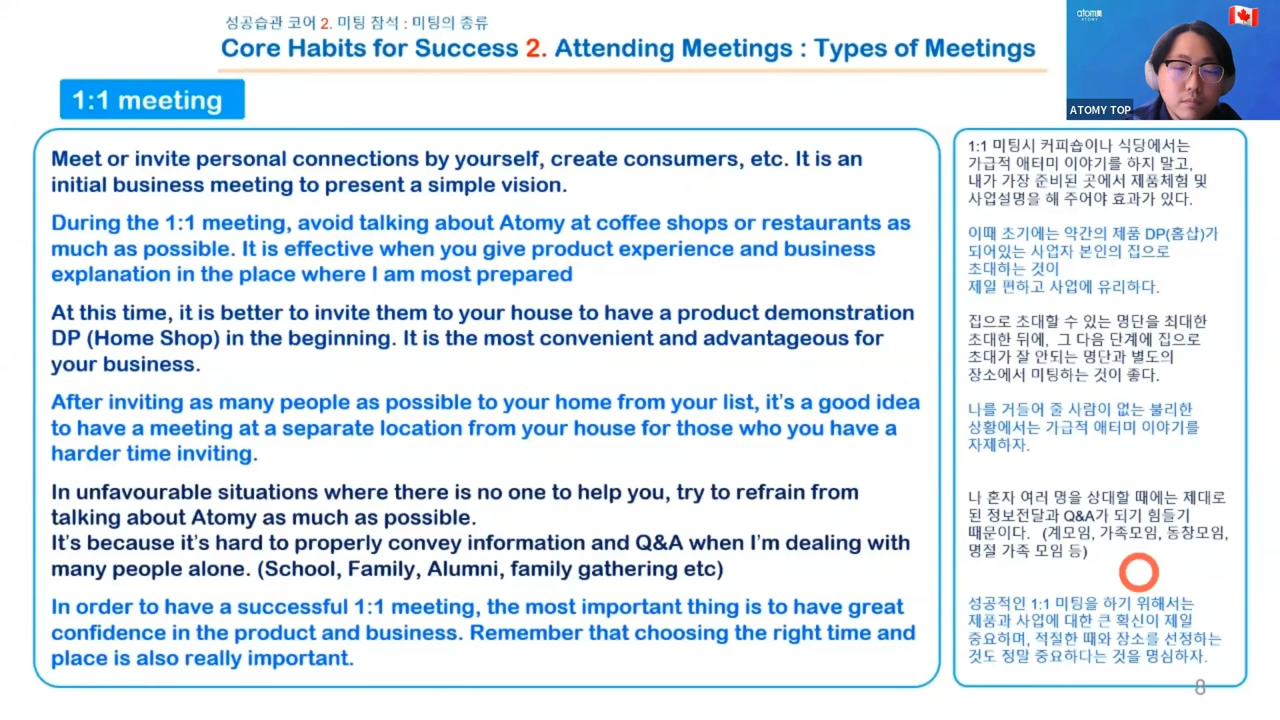 성공습관 코어 2. 미팅 참석 : 미팅의 종류
Core Habits for Success 2. Attending Meetings : Types of Meetings
atom美
ATOMY
ATOMY TOP
1:1 meeting
Meet or invite personal connections by yourself, create consumers, etc. It is an
initial business meeting to present a simple vision.
During the 1:1 meeting, avoid talking about Atomy at coffee shops or restaurants as
much as possible. It is effective when you give product experience and business
explanation in the place where I am most prepared
At this time, it is better to invite them to your house to have a product demonstration
DP (Home Shop) in the beginning. It is the most convenient and advantageous for
your business.
After inviting as many people as possible to your home from your list, it's a good idea
to have a meeting at a separate location from your house for those who you have a
harder time inviting.
In unfavourable situations where there is no one to help you, try to refrain from
talking about Atomy as much as possible.
It's because it's hard to properly convey information and Q&A when I'm dealing with
many people alone. (School, Family, Alumni, family gathering etc)
In order to have a successful 1:1 meeting, the most important thing is to have great
confidence in the product and business. Remember that choosing the right time and
place is also really important.
1:1 미팅시 커피숍이나 식당에서는
가급적 애터미 이야기를 하지 말고,
내가 가장 준비된 곳에서 제품체험 및
사업설명을 해 주어야 효과가 있다.
이때 초기에는 약간의 제품 DP(홈샵)가
되어있는 사업자 본인의 집으로
초대하는 것이
제일 편하고 사업에 유리하다.
집으로 초대할 수 있는 명단을 최대한
초대한 뒤에, 그 다음 단계에 집으로
초대가 잘 안되는 명단과 별도의
장소에서 미팅하는 것이 좋다.
나를 거들어 줄 사람이 없는 불리한
상황에서는 가급적 애터미 이야기를
자제하자.
나 혼자 여러 명을 상대할 때에는 제대로
된 정보전달과 Q&A가 되기 힘들기
때문이다. (계모임, 가족모임, 동창모임,
명절 가족 모임 등)
성공적인 1:1 미팅을 하기 위해서는
제품과 사업에 대한 큰 확신이 제일
중요하며, 적절한 때와 장소를 선정하는
것도 정말 중요하다는 것을 명심하자.
8